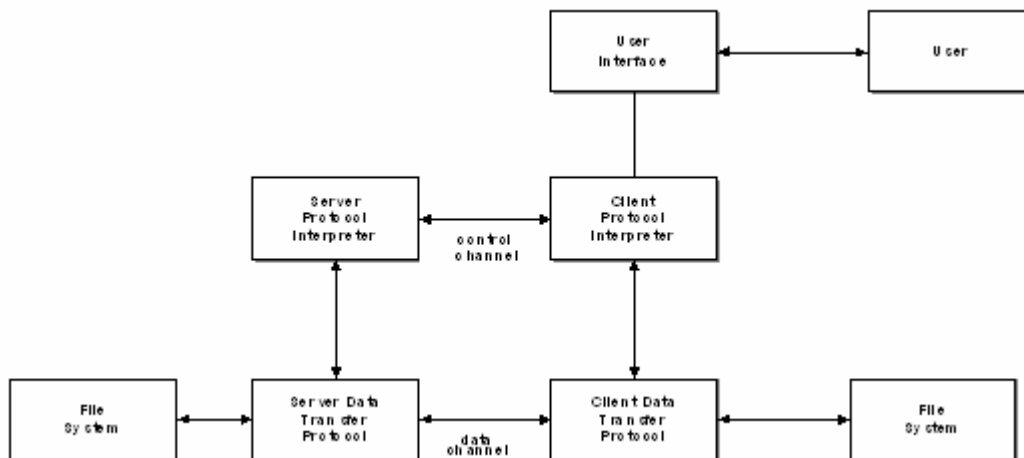 User
Interface
User
Server
Protocol
Interpreter
control
channel
Client
Protocol
Interpreter
File
System
Server Data
Transfer
Protocol
data
channel
Client Data
Transfer
Protocol
File
System